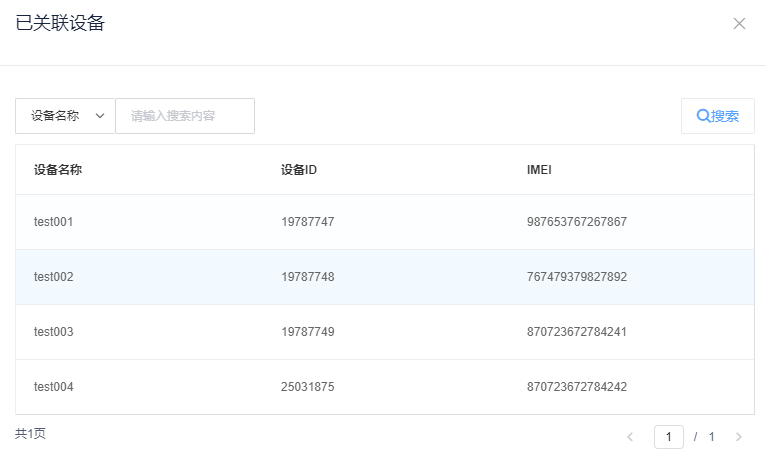 已关联设备
设备名称 请输入搜索内容 搜索
设备名称 设备ID IMEI
test001 19787747 987653767267867
test002 19787748 767479379827892
test003 19787749 870723672784241
test004 25031875 870723672784242
共1页 1 / 1